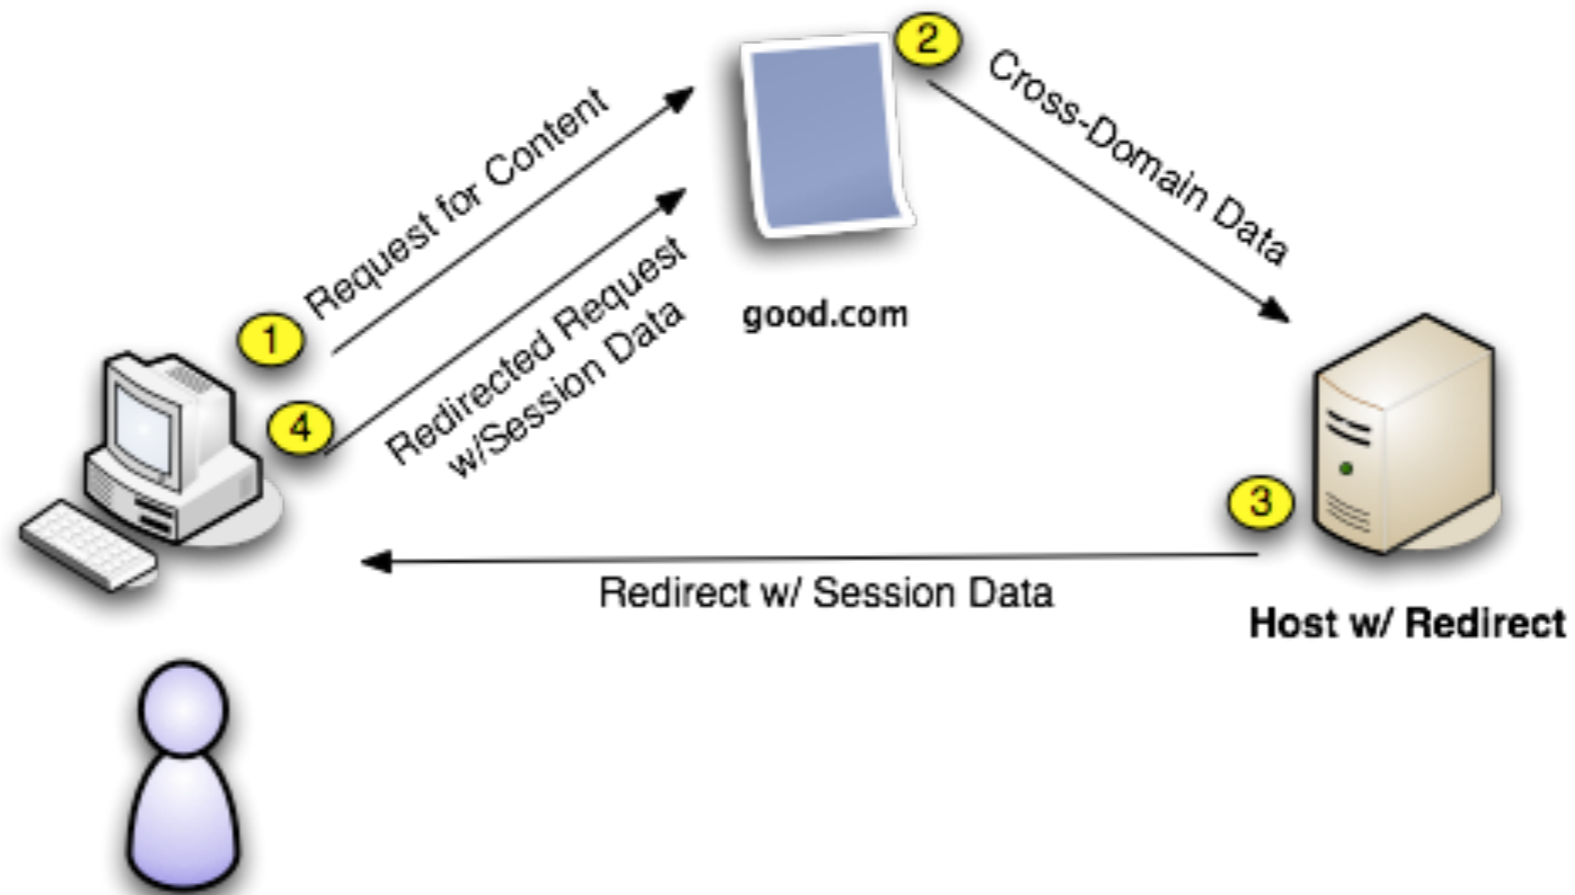 2
Cross-Domain Data
Request for Content
good.com
1
Redirected Request
w/Session Data
4
3
Redirect w/ Session Data
Host w/ Redirect